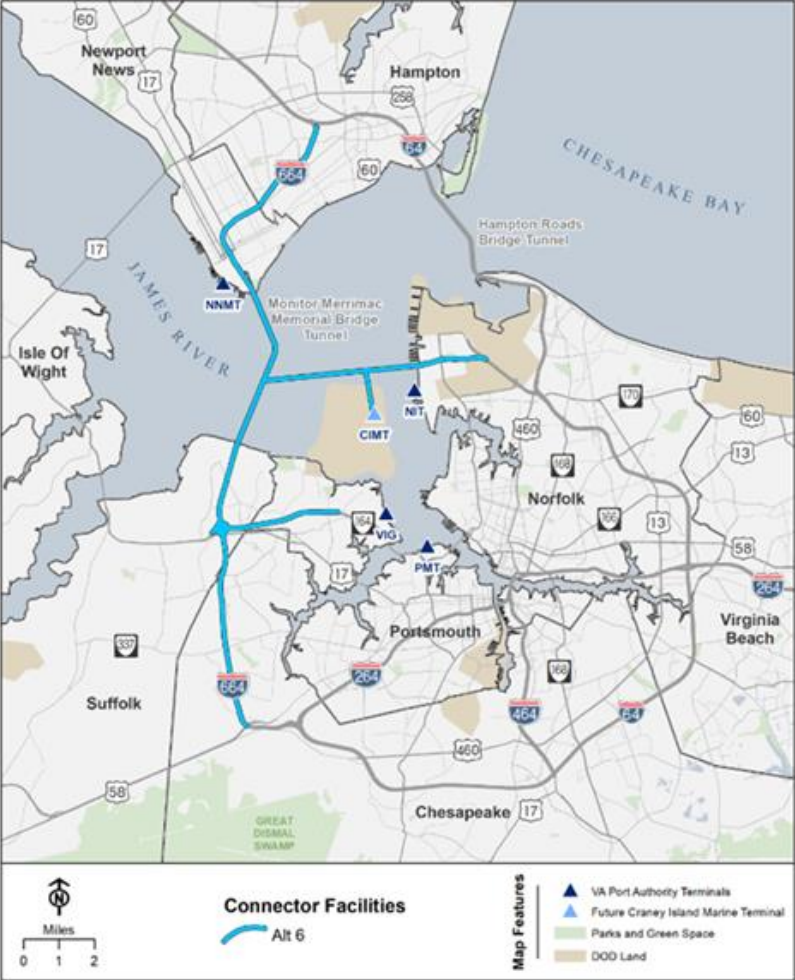 60
Newport
News
17
Hampton
258
64
664
60
CHESAPEAKE BAY
Hampton Roads
Bridge Tunnel
17
JAMES RIVER
NNMT
Monitor Merrimac
Memorial Bridge
Tunnel
Isle Of
Wight
NIT
170
CIMT
460
60
13
168
Norfolk
164
VIG
166
13
PMT
58
17
264
Virginia
Beach
Portsmouth
337
168
264
664
Suffolk
464
64
460
58
Chesapeake
17
GREAT
DISMAL
SWAMP
N
Miles
0 1 2
Connector Facilities
Alt 6
Map Features
VA Port Authority Terminals
Future Craney Island Marine Terminal
Parks and Green Space
DOD Land